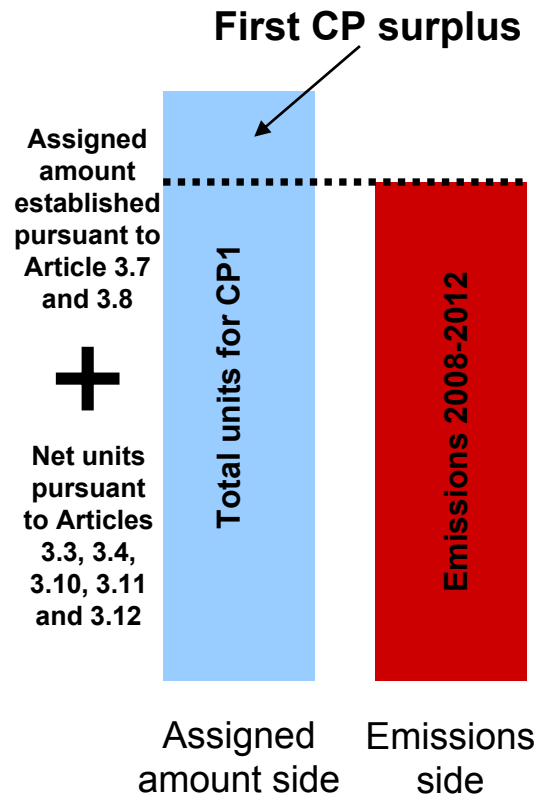 First CP surplus
Assigned
amount
established
pursuant to
Article 3.7
and 3.8
+
Net units
pursuant
to Articles
3.3, 3.4,
3.10, 3.11
and 3.12
Total units for CP1
Emissions 2008-2012
Assigned
amount side
Emissions
side